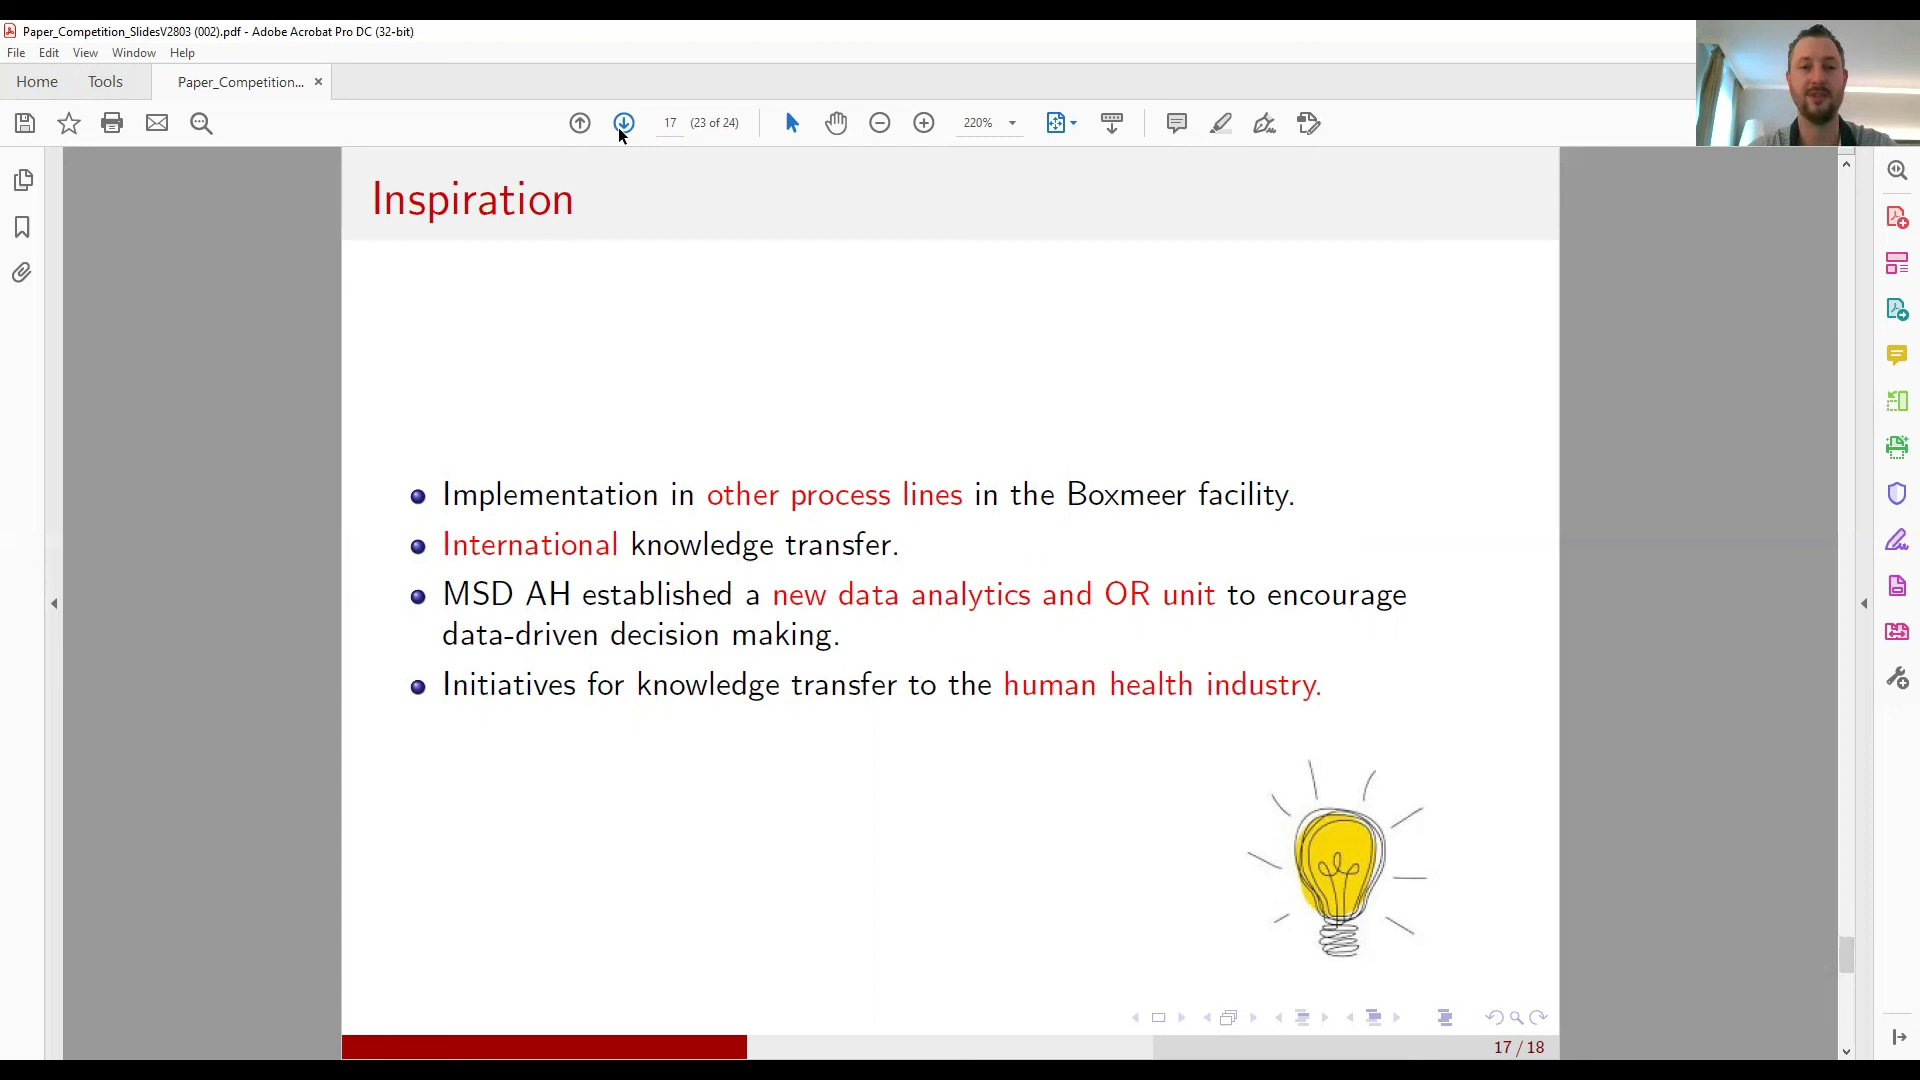 Paper_Competition_SlidesV2803 (002).pdf - Adobe Acrobat Pro DC (32-bit)
File Edit View Window Help
Home Tools Paper_Competition... ×
17 (23 of 24) 220%
Inspiration
Implementation in other process lines in the Boxmeer facility.
International knowledge transfer.
MSD AH established a new data analytics and OR unit to encourage
data-driven decision making.
Initiatives for knowledge transfer to the human health industry.
17 / 18